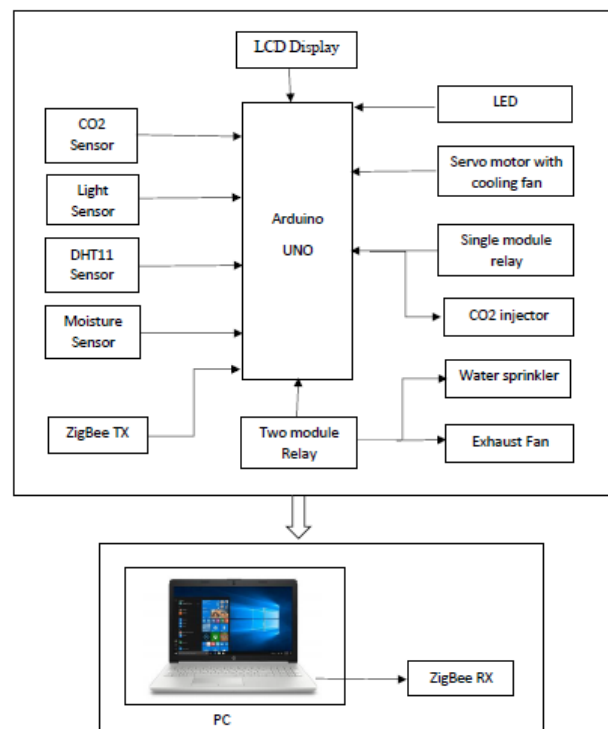 LCD Display
CO2
Sensor
Light
Sensor
DHT11
Sensor
Moisture
Sensor
ZigBee TX
Arduino
UNO
Two module
Relay
LED
Servo motor with
cooling fan
Single module
relay
CO2 injector
Water sprinkler
Exhaust Fan
PC
ZigBee RX